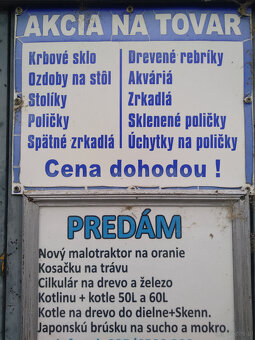 AKCIA NA TOVAR
Krbové sklo
Ozdoby na stôl
Stolíky
Poličky
Spätné zrkadlá
Drevené rebríky
Akváriá
Zrkadlá
Sklenené poličky
Úchytky na poličky
Cena dohodou !
PREDÁM
Nový malotraktor na oranie
Kosačku na trávu
Cilkulár na drevo a železo
Kotlinu + kotle 50L a 60L
Kotle na drevo do dielne+Skenn.
Japonskú brúsku na sucho a mokro.